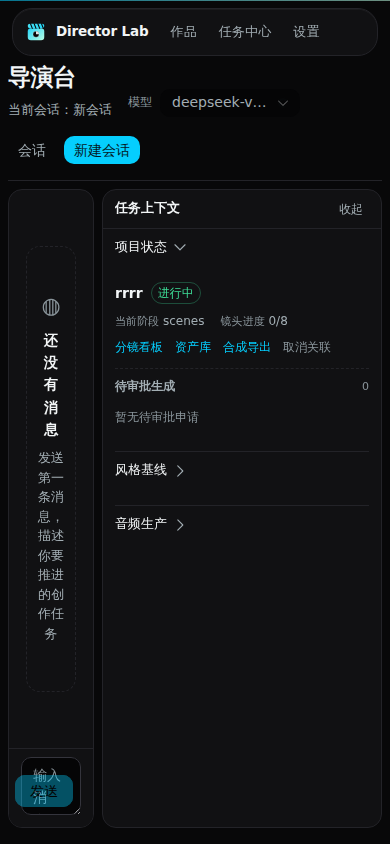 Director Lab 作品 任务中心 设置
导演台
当前会话：新会话 模型 deepseek-v...
会话 新建会话
任务上下文 收起
项目状态
rrrr 进行中
当前阶段 scenes 镜头进度 0/8
分镜看板 资产库 合成导出 取消关联
待审批生成 0
暂无待审批申请
风格基线
音频生产
还
没
有
消
息
发送
第一
条消
息，
描述
你要
推进
的创
作任
务
输入
消
发送